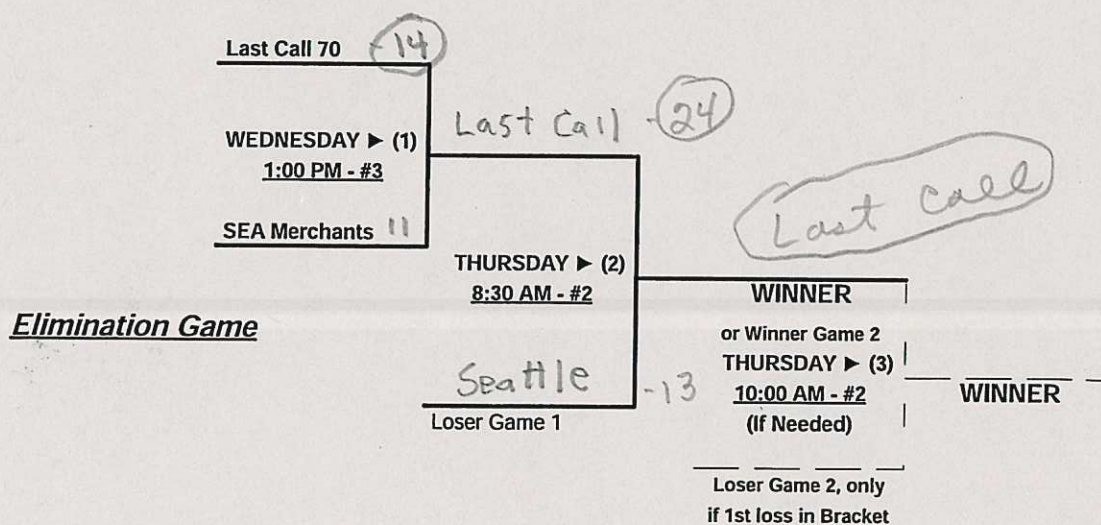 Last Call 70 -14
Last Call -24
WEDNESDAY ► (1)
1:00 PM - #3
Last Call
SEA Merchants 11
THURSDAY ► (2)
8:30 AM - #2
WINNER
Elimination Game
or Winner Game 2
THURSDAY ► (3)
Seattle -13
10:00 AM - #2
WINNER
Loser Game 1
(If Needed)
Loser Game 2, only
if 1st loss in Bracket